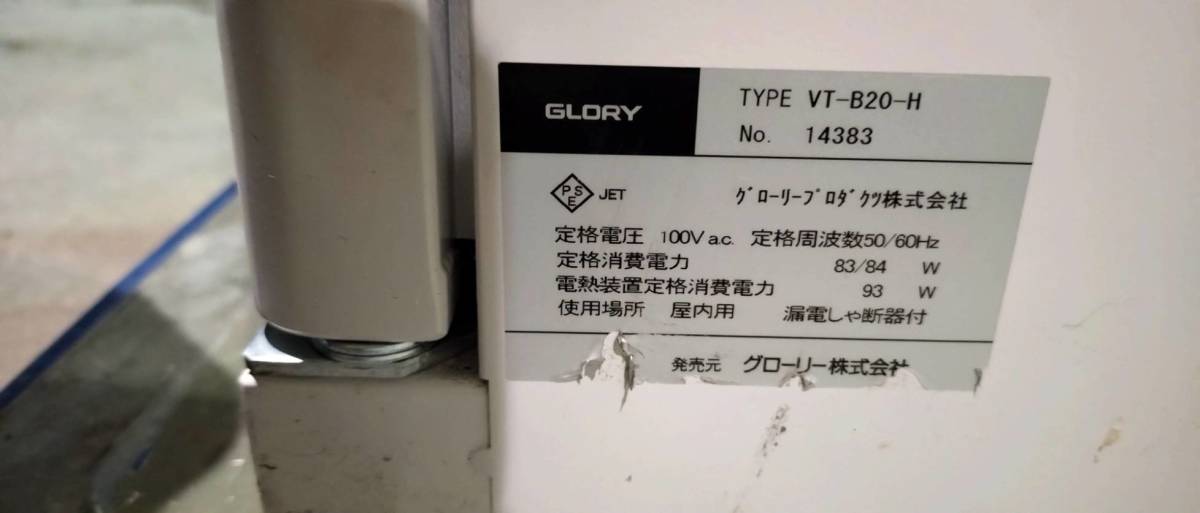 GLORY
TYPE VT-B20-H
No. 14383
PSE JET グローリープロダクツ株式会社
定格電圧 100V a.c. 定格周波数50/60Hz
定格消費電力 83/84 W
電熱装置定格消費電力 93 W
使用場所 屋内用 漏電しゃ断器付
発売元 グローリー株式会社